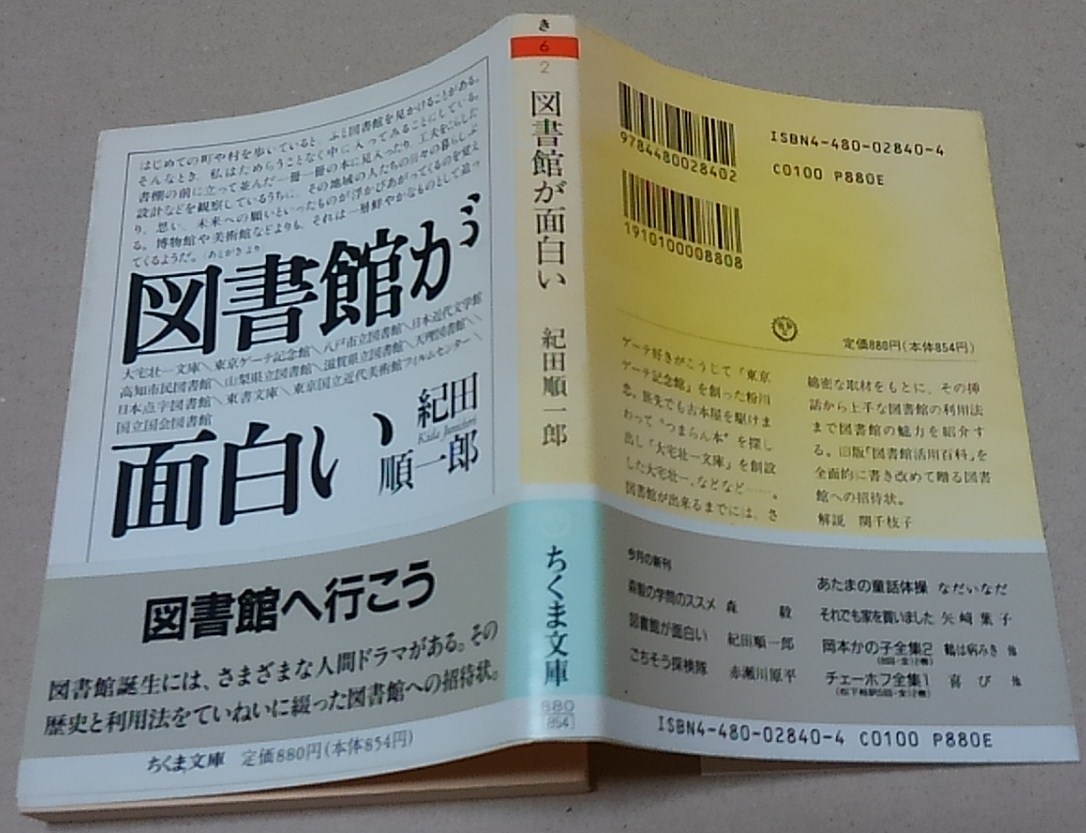 はじめての町や村を歩いていると、ふと図書館を見かけることがある。
そんなとき、私はためらうことなく中に入ってみることにしている。
書棚の前に立って並んだ一冊一冊の本に見入ったり、工夫をこらした
設計などを観察しているうちに、その地域の人たちの日々の暮らしぶ
り、思い、未来への願いといったものが浮かびあがってくるのを覚え
る。博物館や美術館などよりも、それは一層鮮やかなものとして迫っ
てくるようだ。(あとがきより)
図書館が
大宅壮一文庫＼東京ゲーテ記念館＼八戸市立図書館＼日本近代文学館
高知市民図書館＼山梨県立図書館＼滋賀県立図書館＼天理図書館＼
日本点字図書館＼東書文庫＼東京国立近代美術館フィルムセンター＼
国立国会図書館
面白い
紀田
Kida Junichiro
順一郎
図書館へ行こう
図書館誕生には、さまざまな人間ドラマがある。その
歴史と利用法をていねいに綴った図書館への招待状。
ちくま文庫 定価880円(本体854円)
き
6
2
図書館が面白い 紀田順一郎
ちくま文庫
880
854
9784480028402
1910100008808
ISBN4-480-02840-4
C0100 P880E
定価880円(本体854円)
ゲーテ好きがこうじて「東京
ゲーテ記念館」を創った粉川
忠。旅先でも古本屋を駆けま
わって〝つまらん本〟を探し
出し「大宅壮一文庫」を創設
した大宅壮一、などなど……。
図書館が出来るまでには、さ
綿密な取材をもとに、その挿
話から上手な図書館の利用法
まで図書館の魅力を紹介す
る。旧版『図書館活用百科』を
全面的に書き改めて贈る図書
館への招待状。
解説 関千枝子
今月の新刊
森毅の学問のススメ 森 毅
図書館が面白い 紀田順一郎
ごちそう探検隊 赤瀬川原平
あたまの童話体操 なだいなだ
それでも家を買いました 矢崎葉子
岡本かの子全集2
鶴は病みき 他
チェーホフ全集1
ISBN4-480-02840-4 C0100 P880E